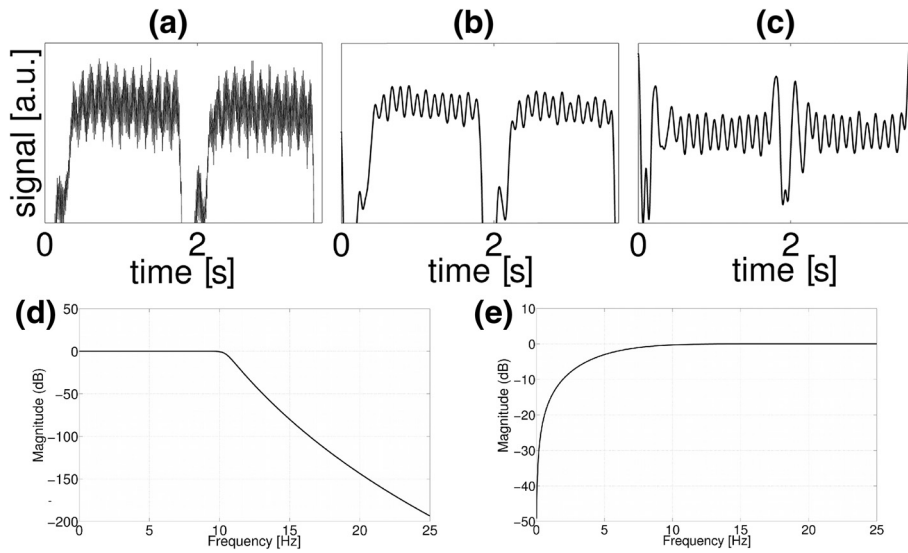 (a) (b) (c)
signal [a.u.]
0 2 0 2 0 2
time [s] time [s] time [s]
(d) (e)
50 10
0 0
−50 −10
−100 −20
−150 −30
−40
−200 −50
Magnitude (dB) Magnitude (dB)
0 5 10 15 20 25 0 5 10 15 20 25
Frequency [Hz] Frequency [Hz]